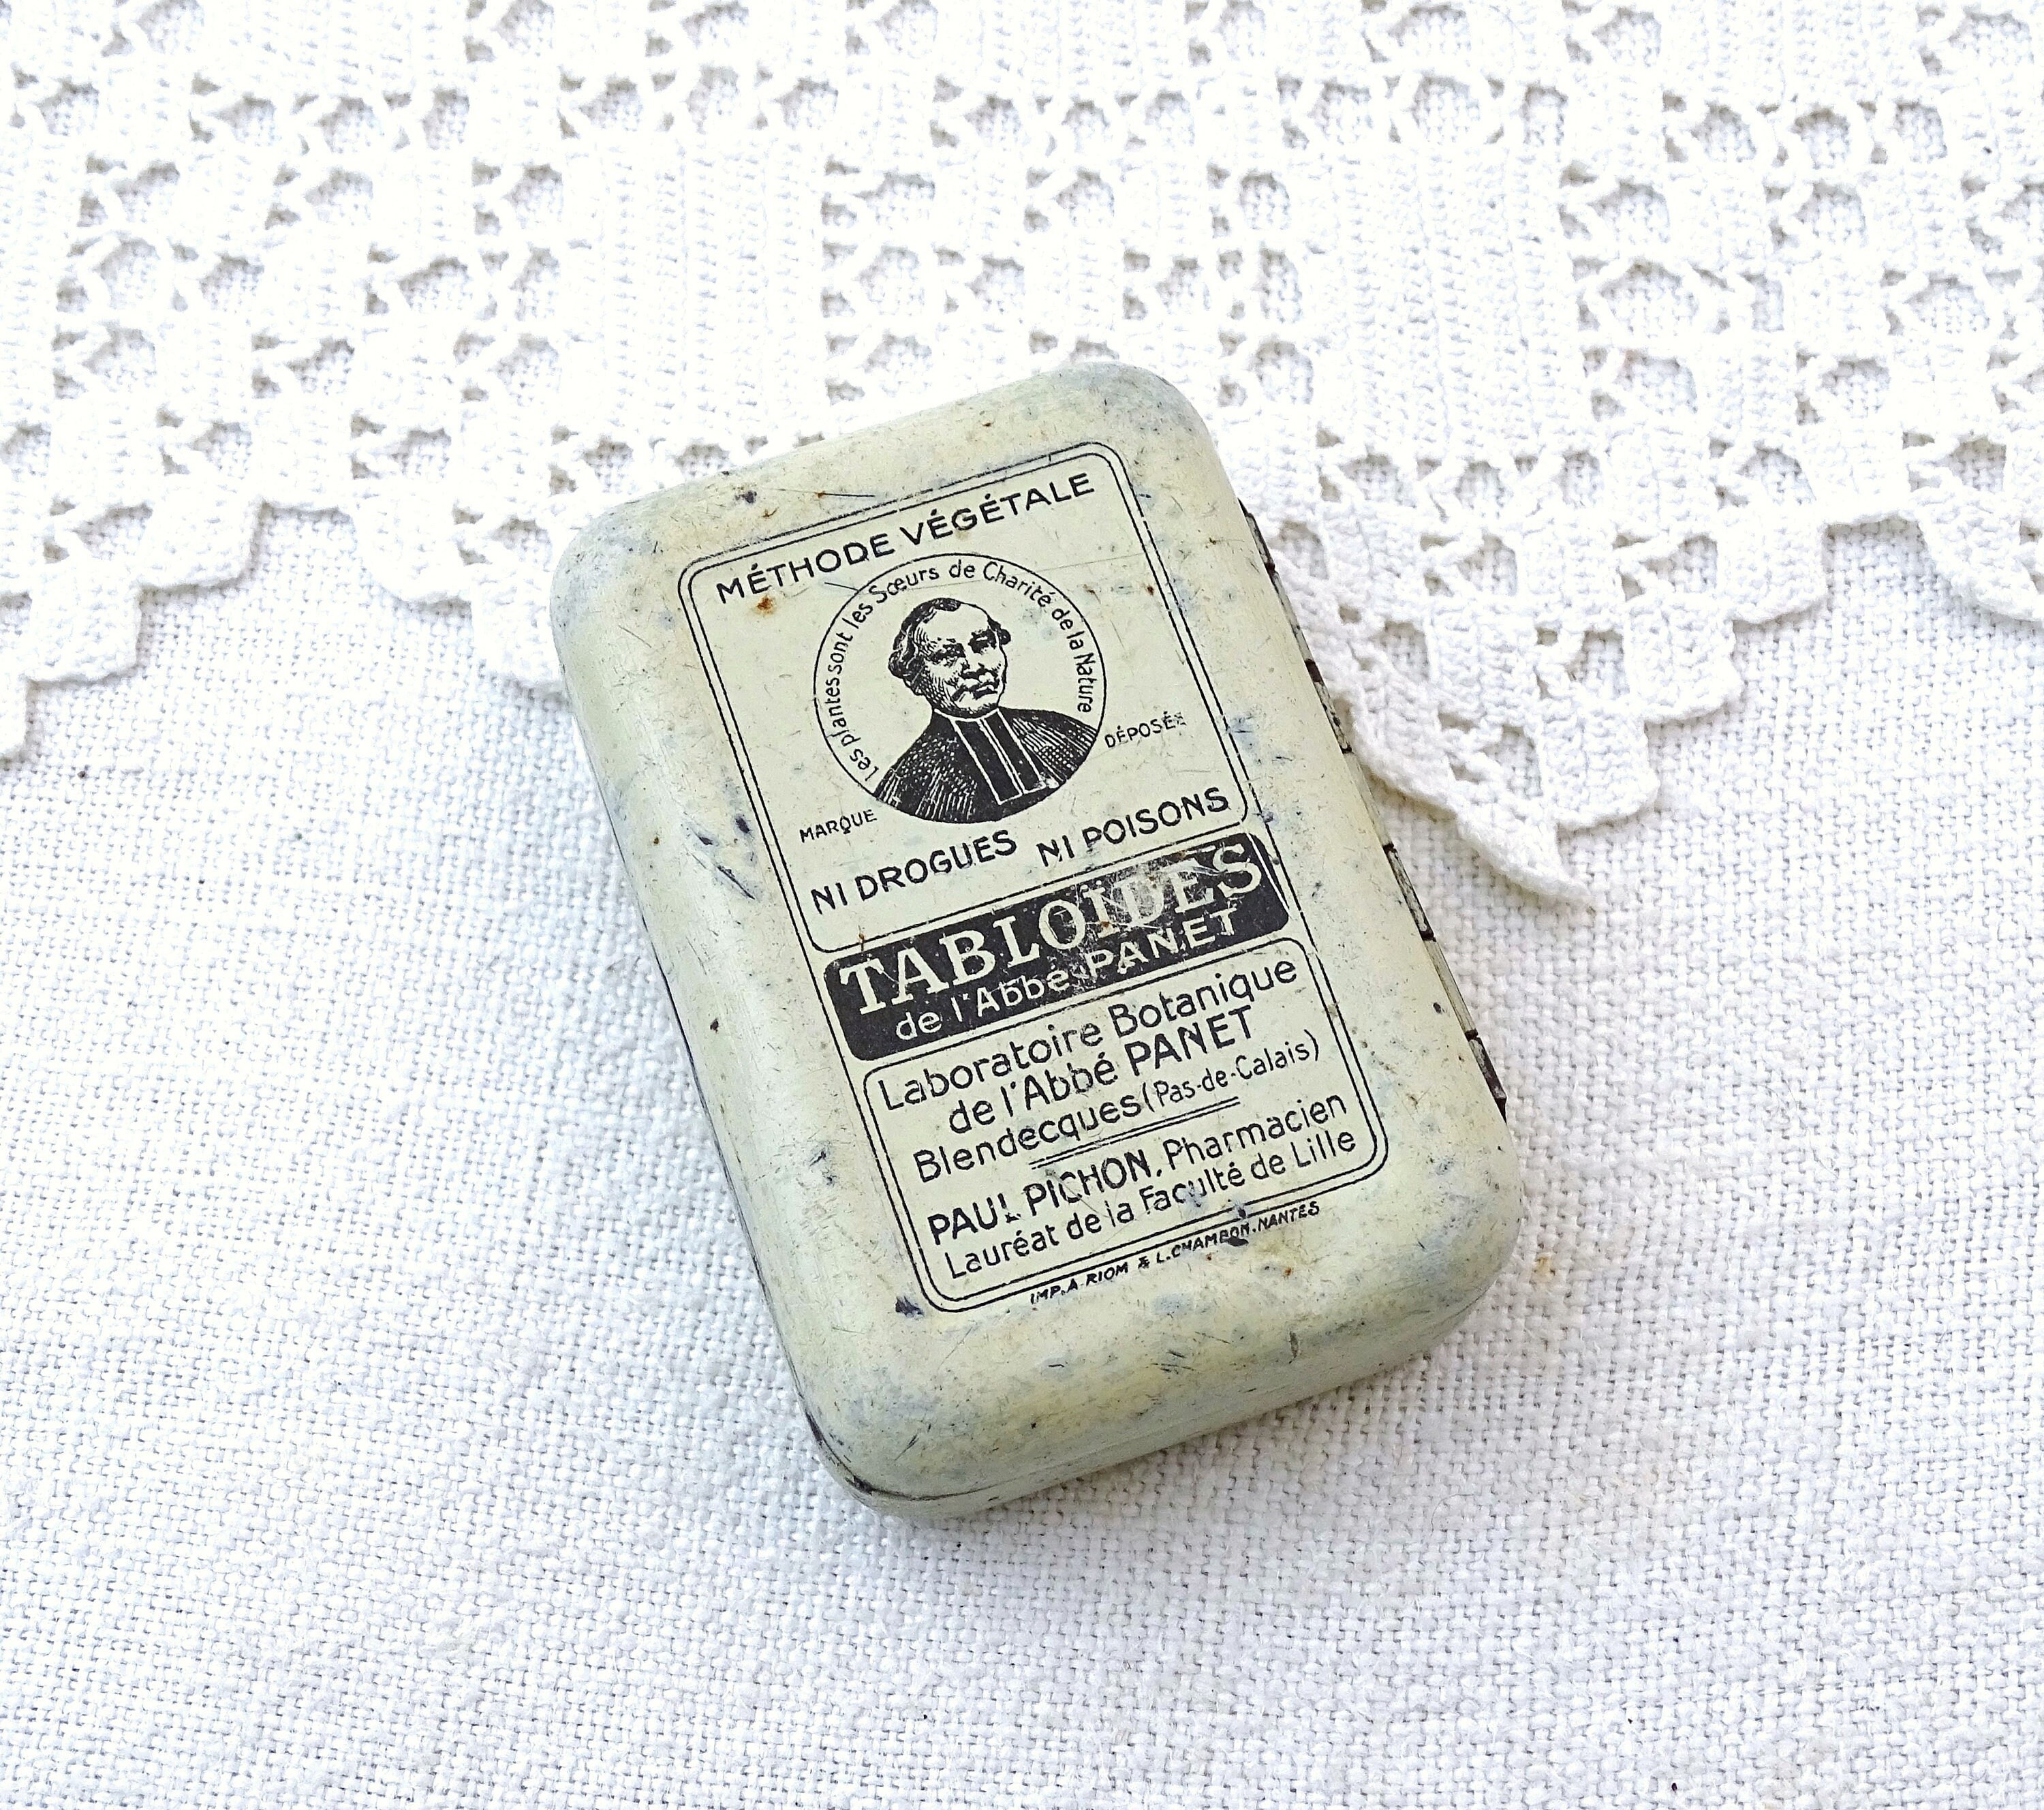 MÉTHODE VÉGÉTALE
Les plantes sont les Sœurs de Charité de la Nature
MARQUE DÉPOSÉE
NI DROGUES NI POISONS
TABLOÏDES
de l'Abbé PANET
Laboratoire Botanique
de l'Abbé PANET
Blendecques (Pas-de-Calais)
PAUL PICHON, Pharmacien
Lauréat de la Faculté de Lille
IMP. A. RIOM & L. CHAMBON. NANTES